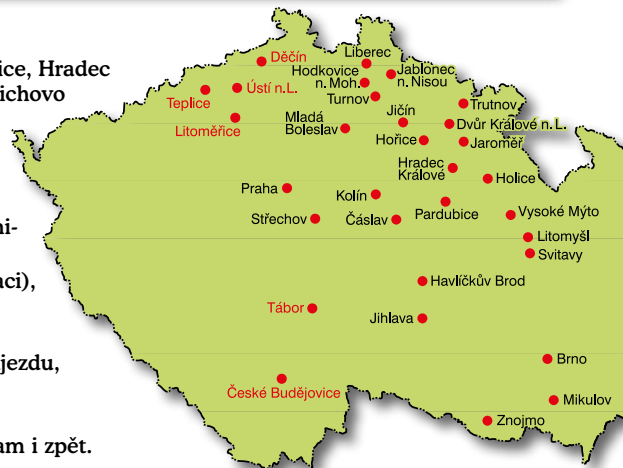 ice, Hradec
ichovo
ni-
aci),
jezdu,
am i zpět.
Děčín
Liberec
Hodkovice
n. Moh.
Jablonec
n. Nisou
Teplice
Ústí n.L.
Turnov
Trutnov
Litoměřice
Mladá
Boleslav
Jičín
Dvůr Králové n.L.
Hořice
Jaroměř
Hradec
Králové
Holice
Praha
Kolín
Pardubice
Vysoké Mýto
Střechov
Čáslav
Litomyšl
Svitavy
Havlíčkův Brod
Tábor
Jihlava
Brno
České Budějovice
Mikulov
Znojmo